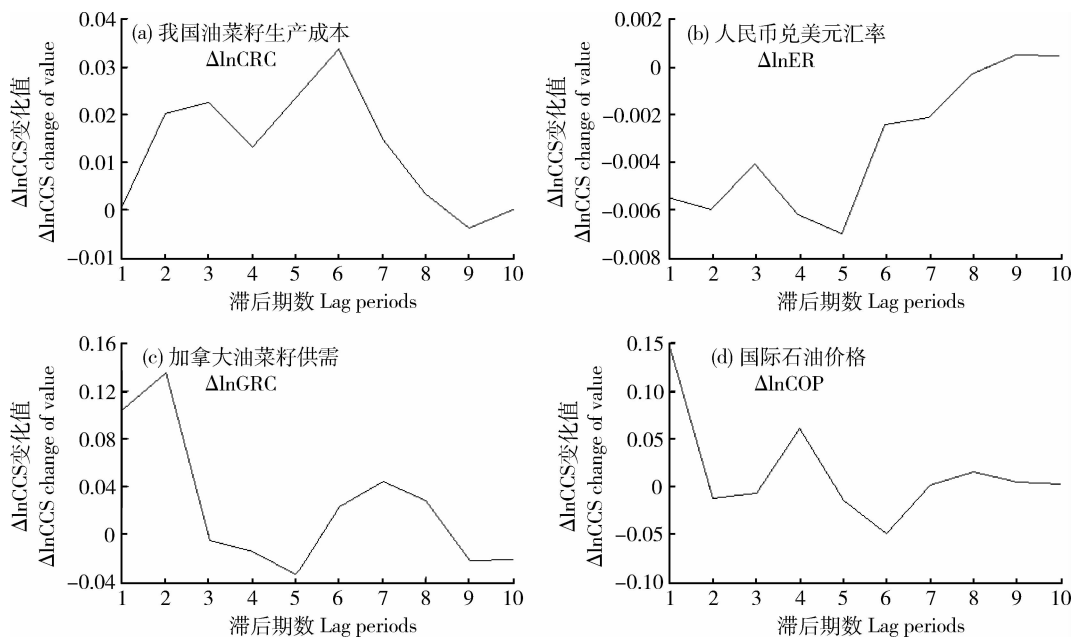 (a) 我国油菜籽生产成本
ΔlnCRC
ΔlnCCS变化值
ΔlnCCS change of value
0.04
0.03
0.02
0.01
0
−0.01
1 2 3 4 5 6 7 8 9 10
滞后期数 Lag periods
(b) 人民币兑美元汇率
ΔlnER
ΔlnCCS变化值
ΔlnCCS change of value
0.002
0
−0.002
−0.004
−0.006
−0.008
1 2 3 4 5 6 7 8 9 10
滞后期数 Lag periods
(c) 加拿大油菜籽供需
ΔlnGRC
ΔlnCCS变化值
ΔlnCCS change of value
0.16
0.12
0.08
0.04
0
−0.04
1 2 3 4 5 6 7 8 9 10
滞后期数 Lag periods
(d) 国际石油价格
ΔlnCOP
ΔlnCCS变化值
ΔlnCCS change of value
0.15
0.10
0.05
0
−0.05
−0.10
1 2 3 4 5 6 7 8 9 10
滞后期数 Lag periods